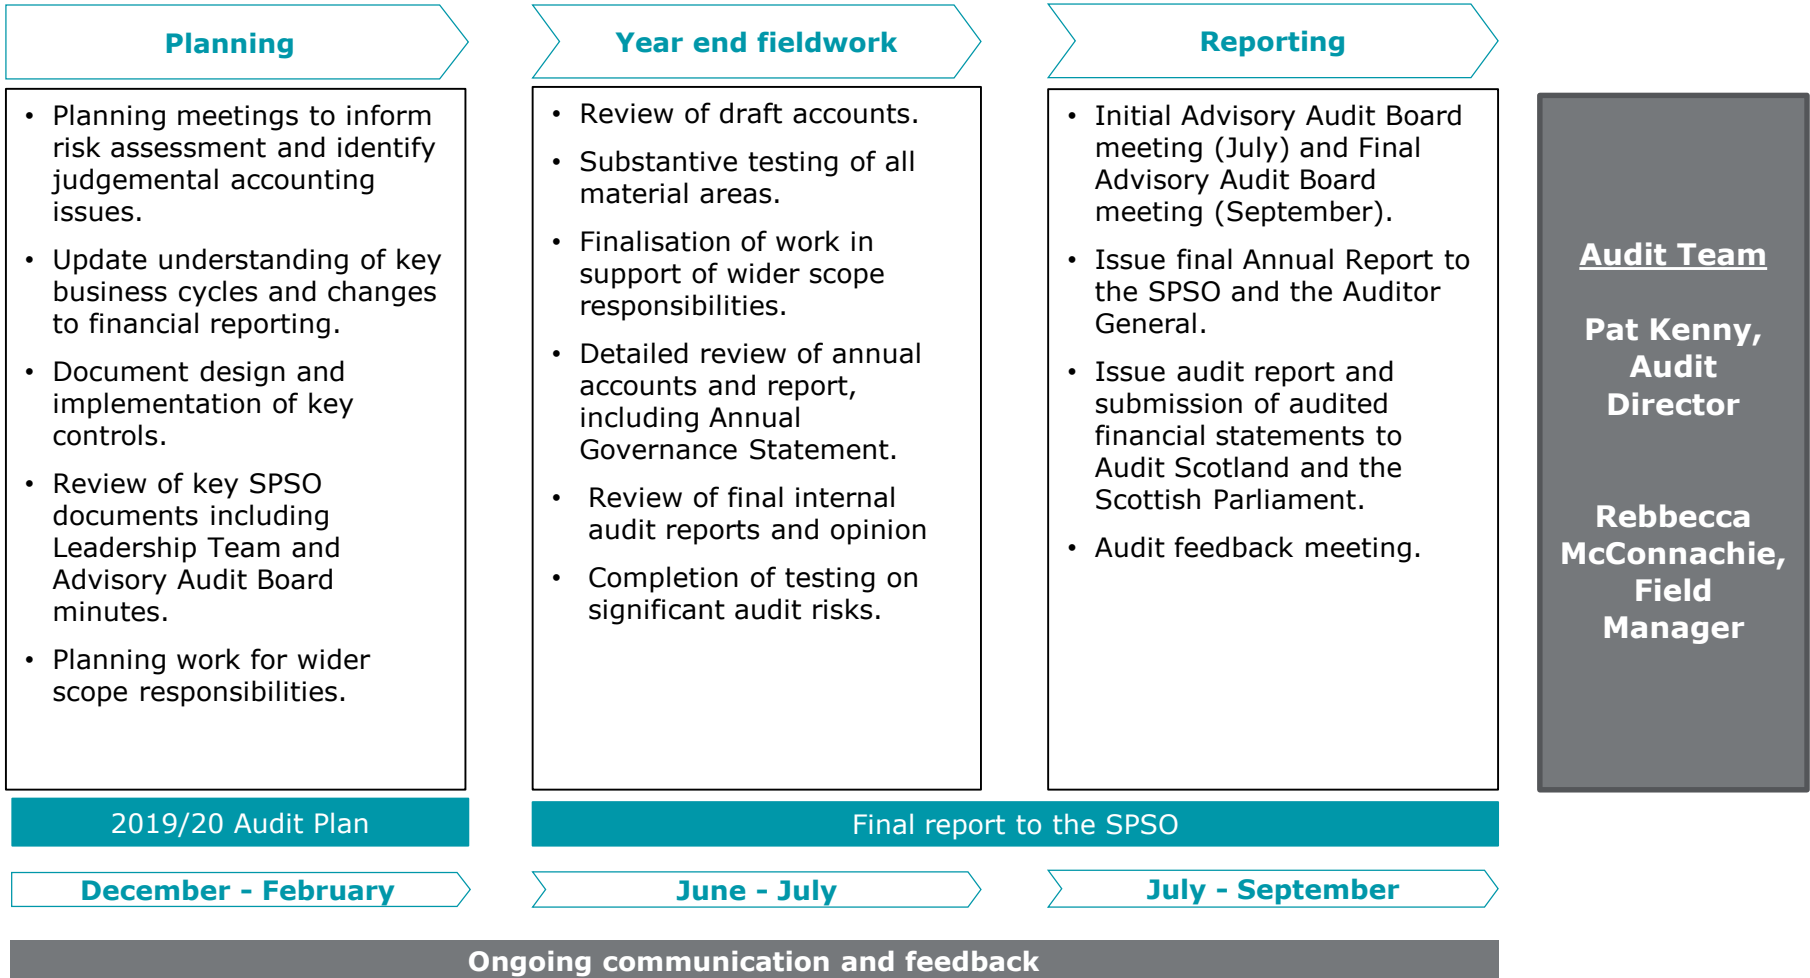 Planning
• Planning meetings to inform
risk assessment and identify
judgemental accounting
issues.
• Update understanding of key
business cycles and changes
to financial reporting.
• Document design and
implementation of key
controls.
• Review of key SPSO
documents including
Leadership Team and
Advisory Audit Board
minutes.
• Planning work for wider
scope responsibilities.
2019/20 Audit Plan
December - February
Year end fieldwork
• Review of draft accounts.
• Substantive testing of all
material areas.
• Finalisation of work in
support of wider scope
responsibilities.
• Detailed review of annual
accounts and report,
including Annual
Governance Statement.
• Review of final internal
audit reports and opinion
• Completion of testing on
significant audit risks.
June - July
Reporting
• Initial Advisory Audit Board
meeting (July) and Final
Advisory Audit Board
meeting (September).
• Issue final Annual Report to
the SPSO and the Auditor
General.
• Issue audit report and
submission of audited
financial statements to
Audit Scotland and the
Scottish Parliament.
• Audit feedback meeting.
Final report to the SPSO
July - September
Audit Team
Pat Kenny,
Audit
Director
Rebbecca
McConnachie,
Field
Manager
Ongoing communication and feedback